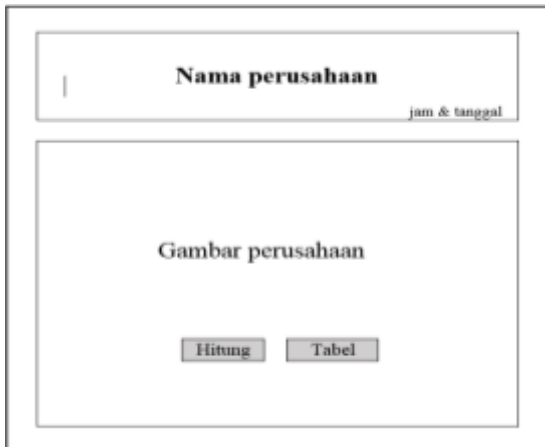 Nama perusahaan
jam & tanggal
Gambar perusahaan
Hitung Tabel